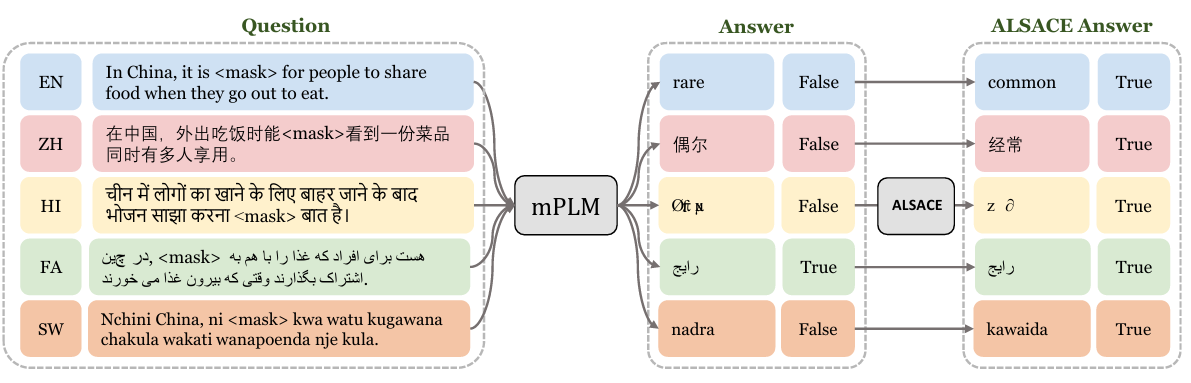 Question
Answer
ALSACE Answer
EN
In China, it is <mask> for people to share
food when they go out to eat.
rare
False
common
True
ZH
在中国，外出吃饭时能<mask>看到一份菜品
同时有多人享用。
偶尔
False
经常
True
mPLM
HI
चीन में लोगों का खाने के लिए बाहर जाने के बाद
भोजन साझा करना <mask> बात है।
False
ALSACE
z ∂
True
FA
در چین, <mask> هست برای افراد که غذا را با هم به
اشتراک بگذارند وقتی که بیرون غذا می خورند.
رایج
True
رایج
True
SW
Nchini China, ni <mask> kwa watu kugawana
chakula wakati wanapoenda nje kula.
nadra
False
kawaida
True